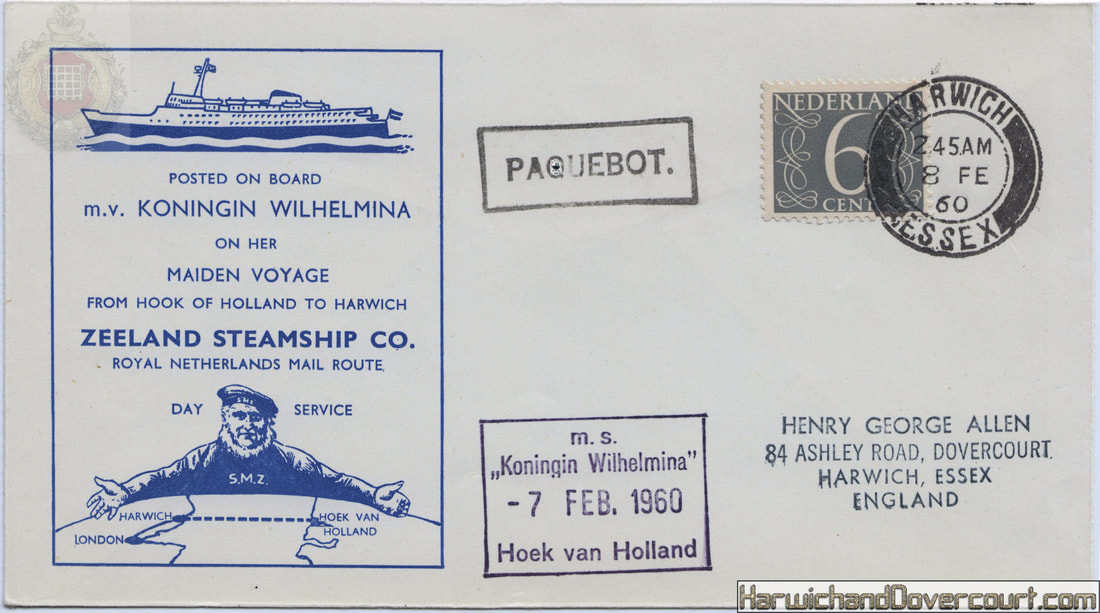 POSTED ON BOARD
m.v. KONINGIN WILHELMINA
ON HER
MAIDEN VOYAGE
FROM HOOK OF HOLLAND TO HARWICH
ZEELAND STEAMSHIP CO.
ROYAL NETHERLANDS MAIL ROUTE.
DAY SERVICE
S.M.Z.
HARWICH
HOEK VAN
HOLLAND
LONDON
PAQUEBOT.
NEDERLAND
6
CENT
HARWICH
2.45 AM
8 FE
60
ESSEX
m. s.
„Koningin Wilhelmina"
- 7 FEB. 1960
Hoek van Holland
HENRY GEORGE ALLEN
84 ASHLEY ROAD, DOVERCOURT.
HARWICH, ESSEX
ENGLAND
HarwichandDovercourt.com